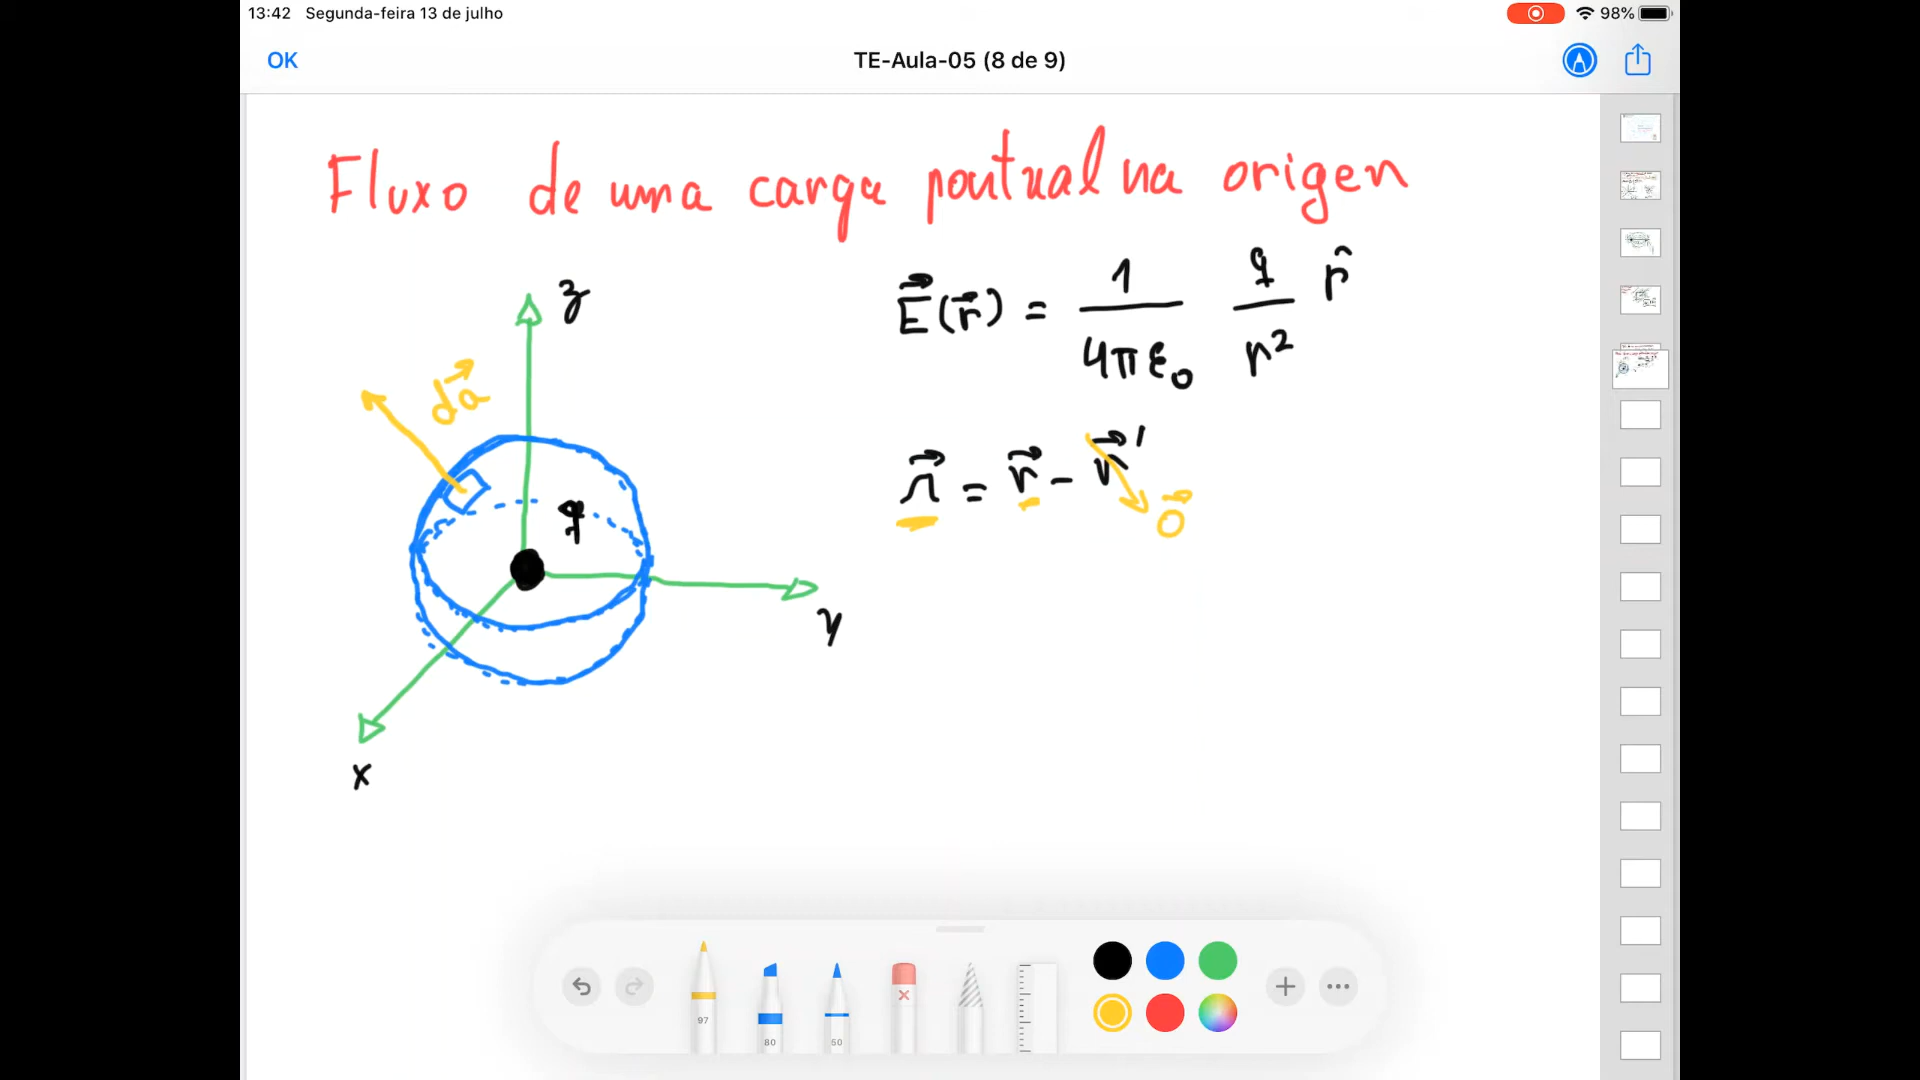 13:42 Segunda-feira 13 de julho 98%
OK TE-Aula-05 (8 de 9)
Fluxo de uma carga pontual na origen
z
E⃗(r⃗) = 1/4πε₀ q/r² r̂
da⃗
𝓇⃗ = r⃗ - r⃗'
0⃗
q
y
x
97 80 50